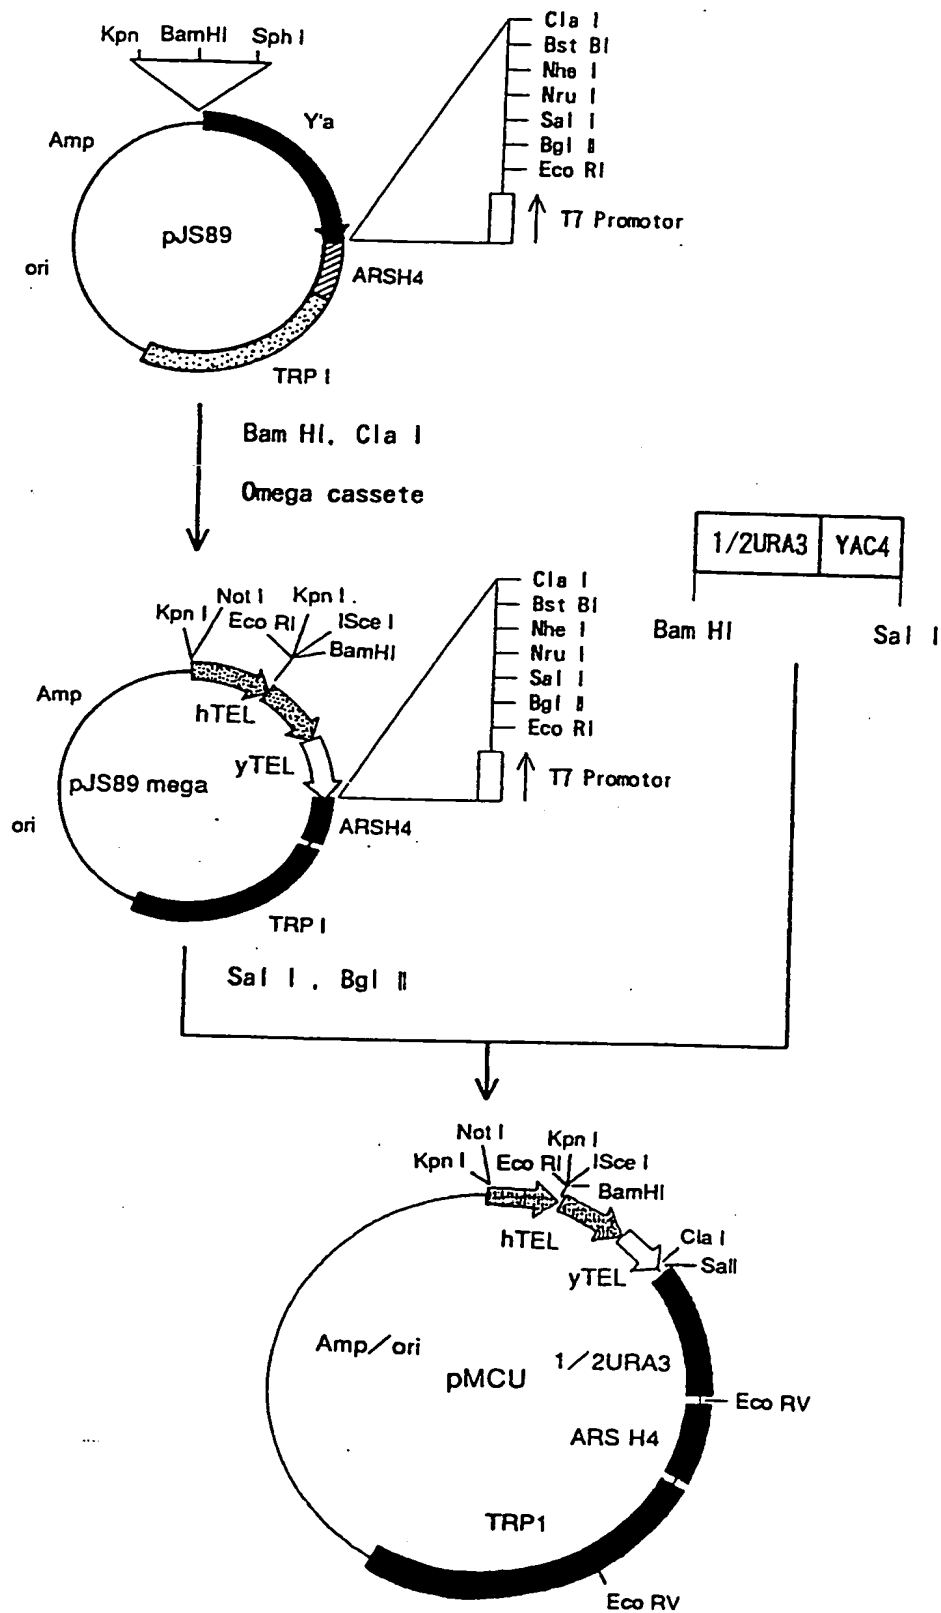 Kpn BamHI Sph I
Cla I
Bst BI
Nhe I
Nru I
Sal I
Bgl II
Eco RI
T7 Promotor
Y'a
Amp
pJS89
ori
ARSH4
TRP I
Bam HI, Cla I
Omega cassete
1/2URA3 YAC4
Bam HI Sal I
Kpn I
Not I
Eco RI
Kpn I.
ISce I
BamHI
Cla I
Bst BI
Nhe I
Nru I
Sal I
Bgl II
Eco RI
T7 Promotor
Amp
hTEL
yTEL
pJS89 mega
ori
ARSH4
TRP I
Sal I, Bgl II
Not I
Kpn I
Eco RI
Kpn I
ISce I
BamHI
hTEL
yTEL
Cla I
SalI
Amp/ori
pMCU
1/2URA3
Eco RV
ARS H4
TRP1
Eco RV